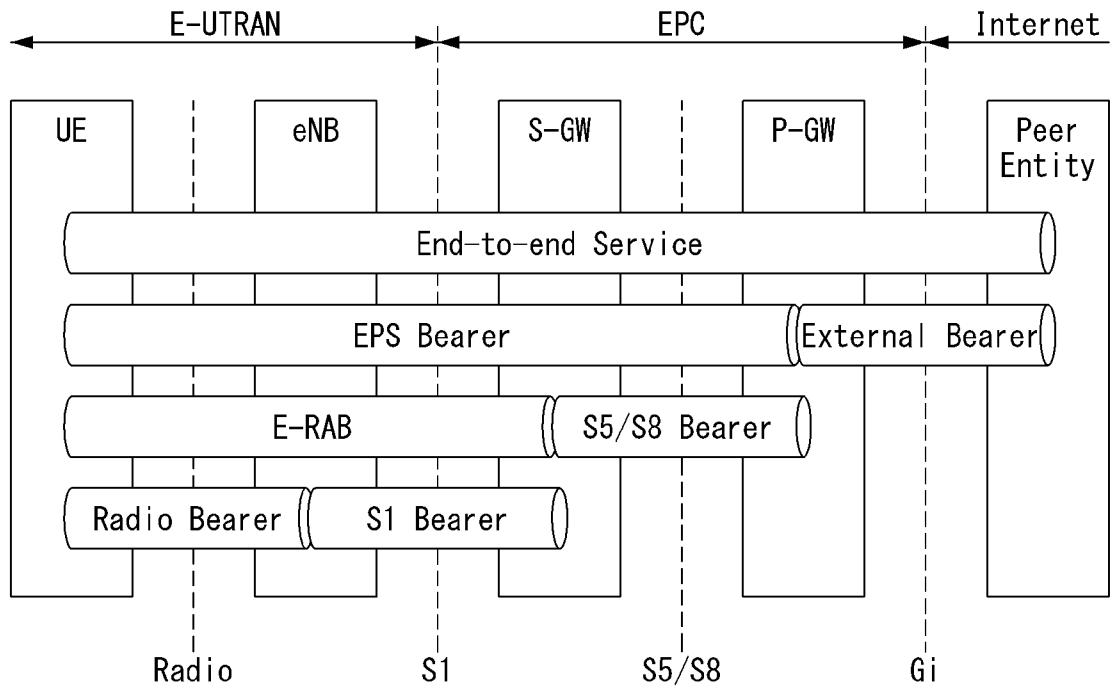 E-UTRAN
EPC
Internet
UE
eNB
S-GW
P-GW
Peer
Entity
End-to-end Service
EPS Bearer
External Bearer
E-RAB
S5/S8 Bearer
Radio Bearer
S1 Bearer
Radio
S1
S5/S8
Gi